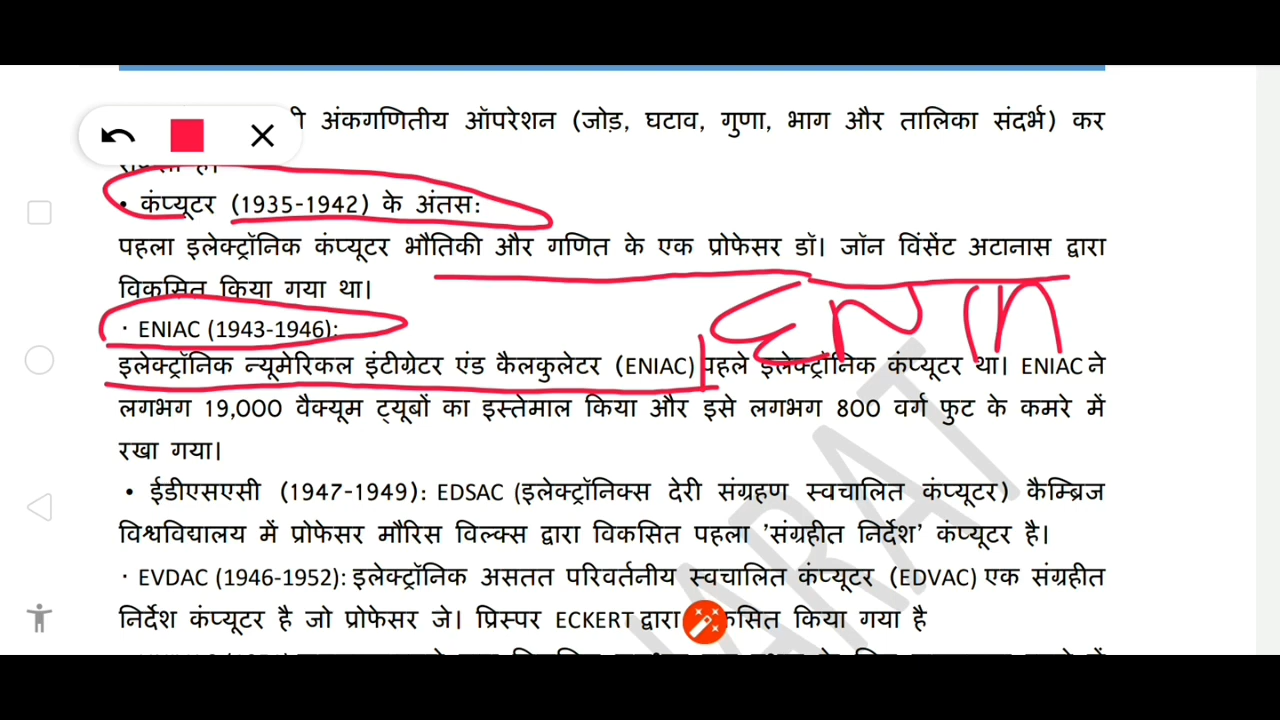 अंकगणितीय ऑपरेशन (जोड़, घटाव, गुणा, भाग और तालिका संदर्भ) कर
• कंप्यूटर (1935-1942) के अंतस:
पहला इलेक्ट्रॉनिक कंप्यूटर भौतिकी और गणित के एक प्रोफेसर डॉ। जॉन विंसेंट अटानास द्वारा
विकसित किया गया था।
· ENIAC (1943-1946):
इलेक्ट्रॉनिक न्यूमेरिकल इंटीग्रेटर एंड कैलकुलेटर (ENIAC) पहले इलेक्ट्रॉनिक कंप्यूटर था। ENIAC ने
लगभग 19,000 वैक्यूम ट्यूबों का इस्तेमाल किया और इसे लगभग 800 वर्ग फुट के कमरे में
रखा गया।
• ईडीएसएसी (1947-1949): EDSAC (इलेक्ट्रॉनिक्स देरी संग्रहण स्वचालित कंप्यूटर) कैम्ब्रिज
विश्वविद्यालय में प्रोफेसर मौरिस विल्क्स द्वारा विकसित पहला 'संग्रहीत निर्देश' कंप्यूटर है।
· EVDAC (1946-1952): इलेक्ट्रॉनिक असतत परिवर्तनीय स्वचालित कंप्यूटर (EDVAC) एक संग्रहीत
निर्देश कंप्यूटर है जो प्रोफेसर जे। प्रिस्पर ECKERT द्वारा किया गया है